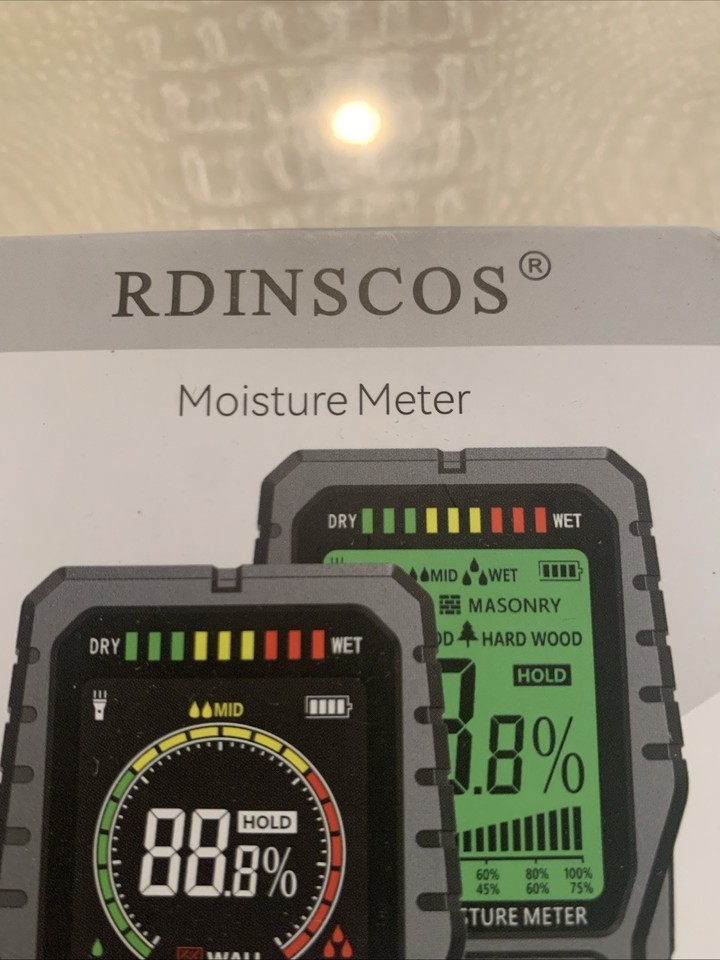 RDINSCOS®
Moisture Meter
DRY WET
MID WET
MASONRY
HARD WOOD
HOLD
.8%
60% 80% 100%
45% 60% 75%
METER
DRY WET
MID
HOLD
88.8%
WALL